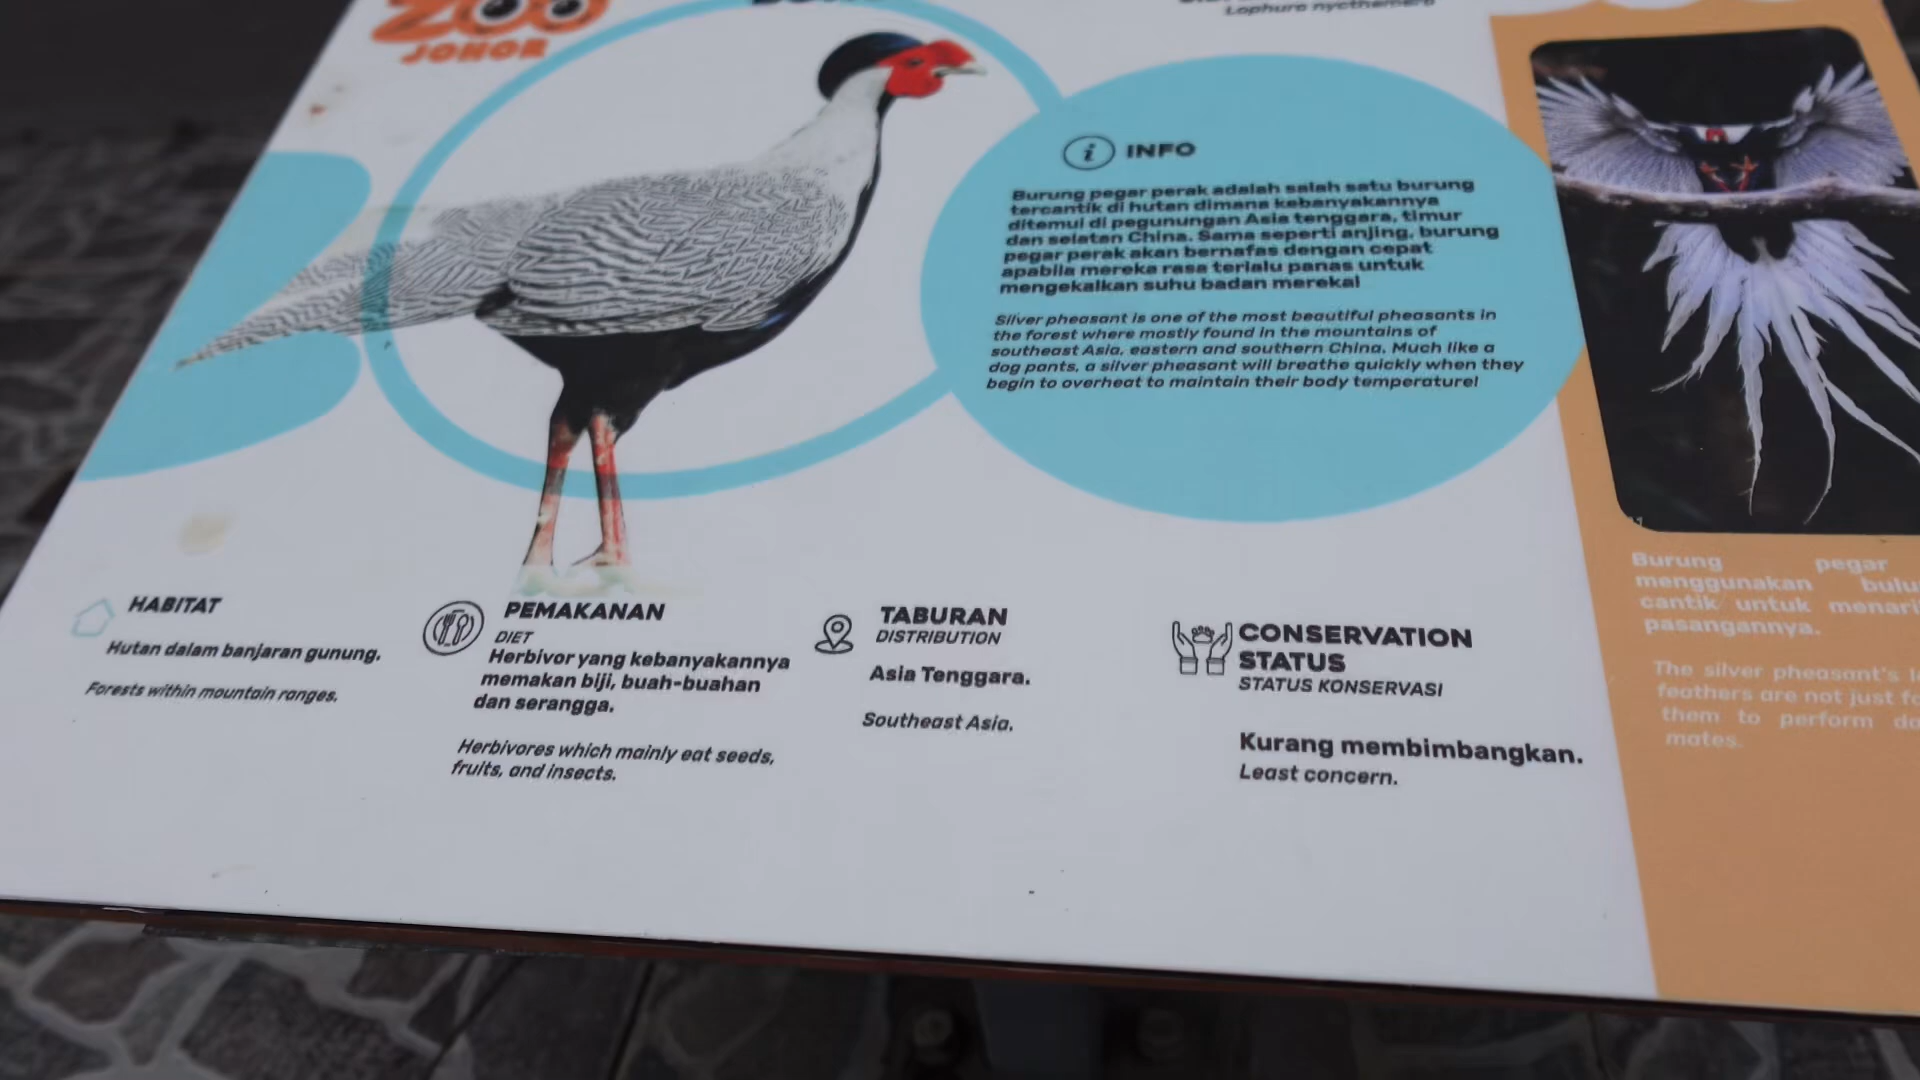 ZOO
JOHOR
Lophura nycthemera
INFO
Burung pegar perak adalah salah satu burung
tercantik di hutan dimana kebanyakannya
ditemui di pegunungan Asia tenggara, timur
dan selatan China. Sama seperti anjing, burung
pegar perak akan bernafas dengan cepat
apabila mereka rasa terlalu panas untuk
mengekalkan suhu badan mereka!
Silver pheasant is one of the most beautiful pheasants in
the forest where mostly found in the mountains of
southeast Asia, eastern and southern China. Much like a
dog pants, a silver pheasant will breathe quickly when they
begin to overheat to maintain their body temperature!
HABITAT
Hutan dalam banjaran gunung.
Forests within mountain ranges.
PEMAKANAN
DIET
Herbivor yang kebanyakannya
memakan biji, buah-buahan
dan serangga.
Herbivores which mainly eat seeds,
fruits, and insects.
TABURAN
DISTRIBUTION
Asia Tenggara.
Southeast Asia.
CONSERVATION
STATUS
STATUS KONSERVASI
Kurang membimbangkan.
Least concern.
Burung pegar
menggunakan bulu
cantik untuk menari
pasangannya.
The silver pheasant's
feathers are not just
them to perform
mates.